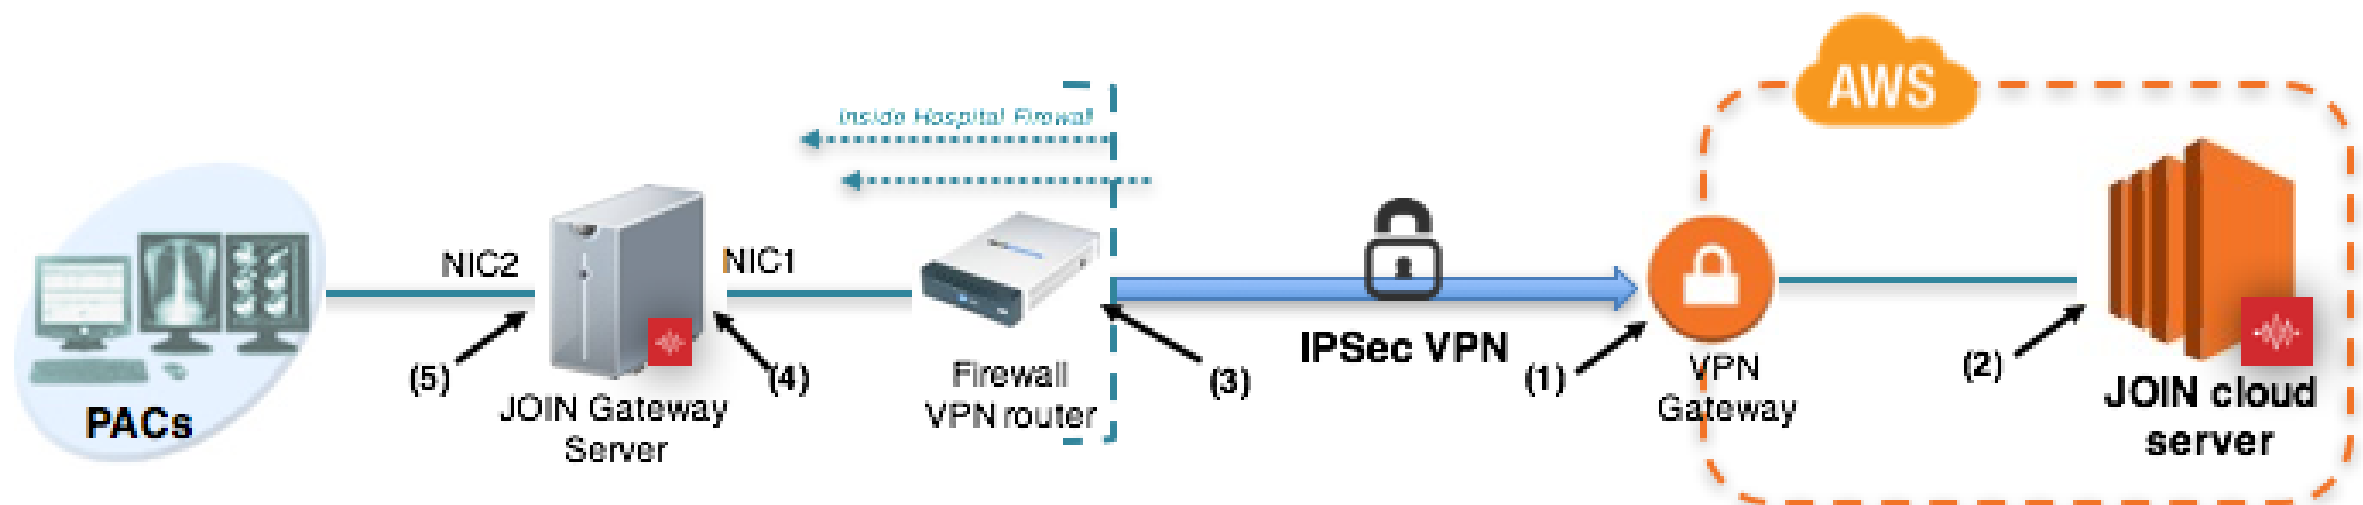 AWS
Inside Hospital Firewall
NIC2
NIC1
(5)
(4)
(3)
IPSec VPN
(1)
(2)
PACs
JOIN Gateway
Server
Firewall
VPN router
VPN
Gateway
JOIN cloud
server